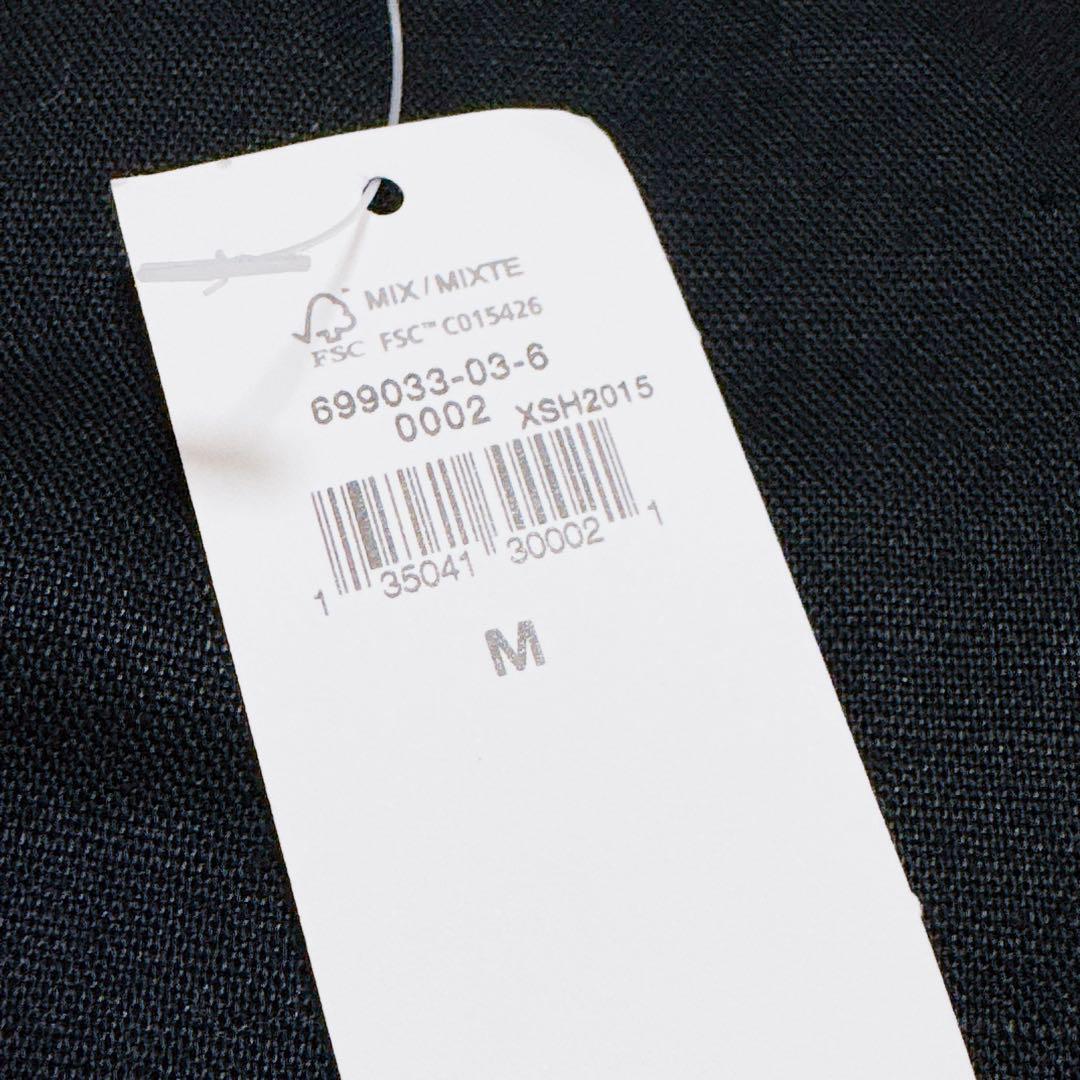 MIX / MIXTE
FSC FSC™ C015426
699033-03-6
0002 XSH2015
1 35041 30002 1
M